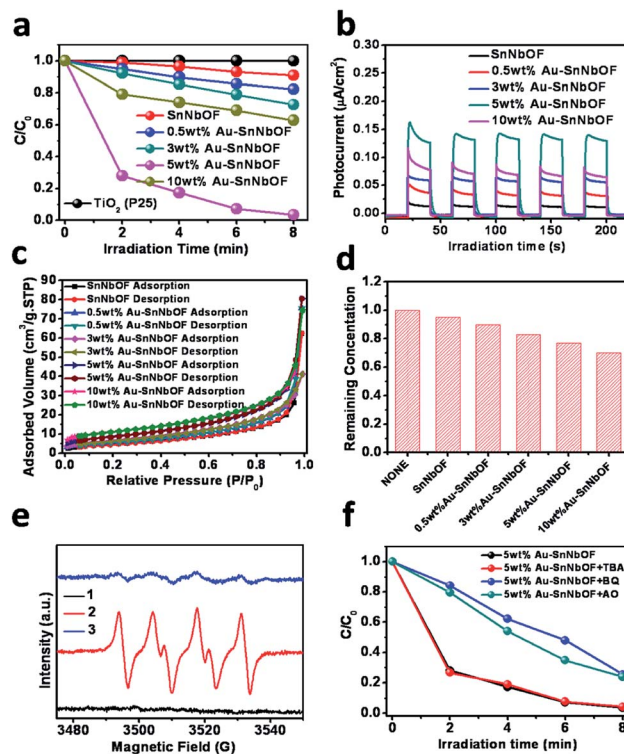 a
C/C0
1.0
0.8
0.6
0.4
0.2
0.0
SnNbOF
0.5wt% Au-SnNbOF
3wt% Au-SnNbOF
5wt% Au-SnNbOF
10wt% Au-SnNbOF
TiO2 (P25)
0 2 4 6 8
Irradiation Time (min)
b
Photocurrent (μA/cm²)
0.30
0.25
0.20
0.15
0.10
0.05
0.00
SnNbOF
0.5wt% Au-SnNbOF
3wt% Au-SnNbOF
5wt% Au-SnNbOF
10wt% Au-SnNbOF
0 50 100 150 200
Irradiation time (s)
c
Adsorbed Volume (cm³/g.STP)
90
80
70
60
50
40
30
20
10
0
SnNbOF Adsorption
SnNbOF Desorption
0.5wt% Au-SnNbOF Adsorption
0.5wt% Au-SnNbOF Desorption
3wt% Au-SnNbOF Adsorption
3wt% Au-SnNbOF Desorption
5wt% Au-SnNbOF Adsorption
5wt% Au-SnNbOF Desorption
10wt% Au-SnNbOF Adsorption
10wt% Au-SnNbOF Desorption
0.0 0.2 0.4 0.6 0.8 1.0
Relative Pressure (P/P0)
d
Remaining Concentration
1.4
1.2
1.0
0.8
0.6
0.4
0.2
0.0
NONE
SnNbOF
0.5wt%Au-SnNbOF
3wt%Au-SnNbOF
5wt%Au-SnNbOF
10wt%Au-SnNbOF
e
Intensity (a.u.)
1
2
3
3480 3510 3520 3540
Magnetic Field (G)
f
C/C0
1.0
0.8
0.6
0.4
0.2
0.0
5wt% Au-SnNbOF
5wt% Au-SnNbOF+TBA
5wt% Au-SnNbOF+BQ
5wt% Au-SnNbOF+AO
0 2 4 6 8
Irradiation time (min)